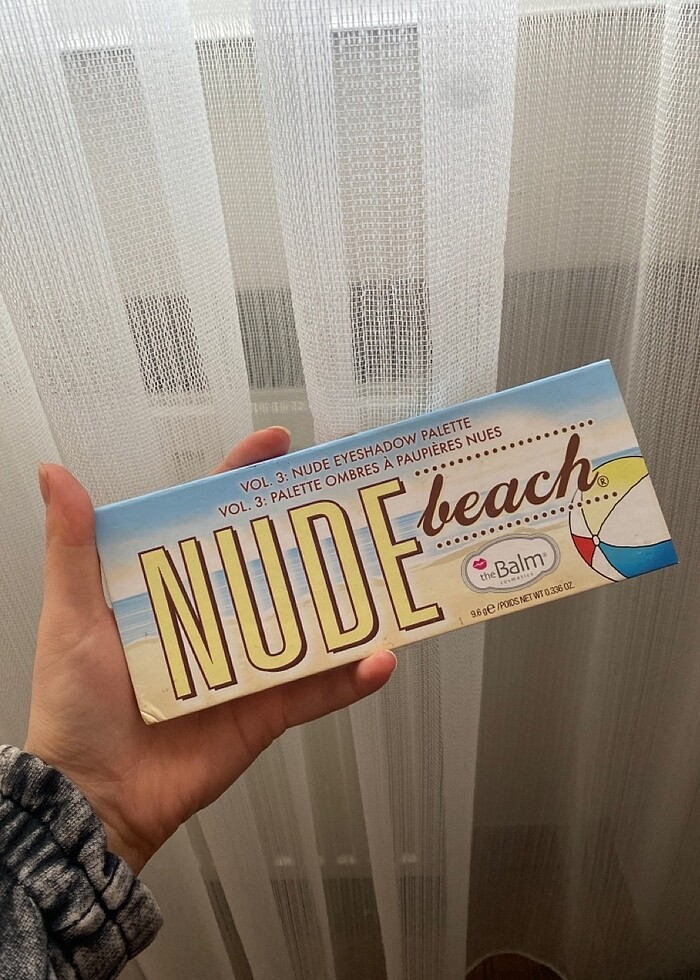 VOL. 3: NUDE EYESHADOW PALETTE
VOL. 3: PALETTE OMBRES À PAUPIÈRES NUES
NUDE
beach®
theBalm®
cosmetics
9.6 g℮ / POIDS NET WT 0.336 OZ.